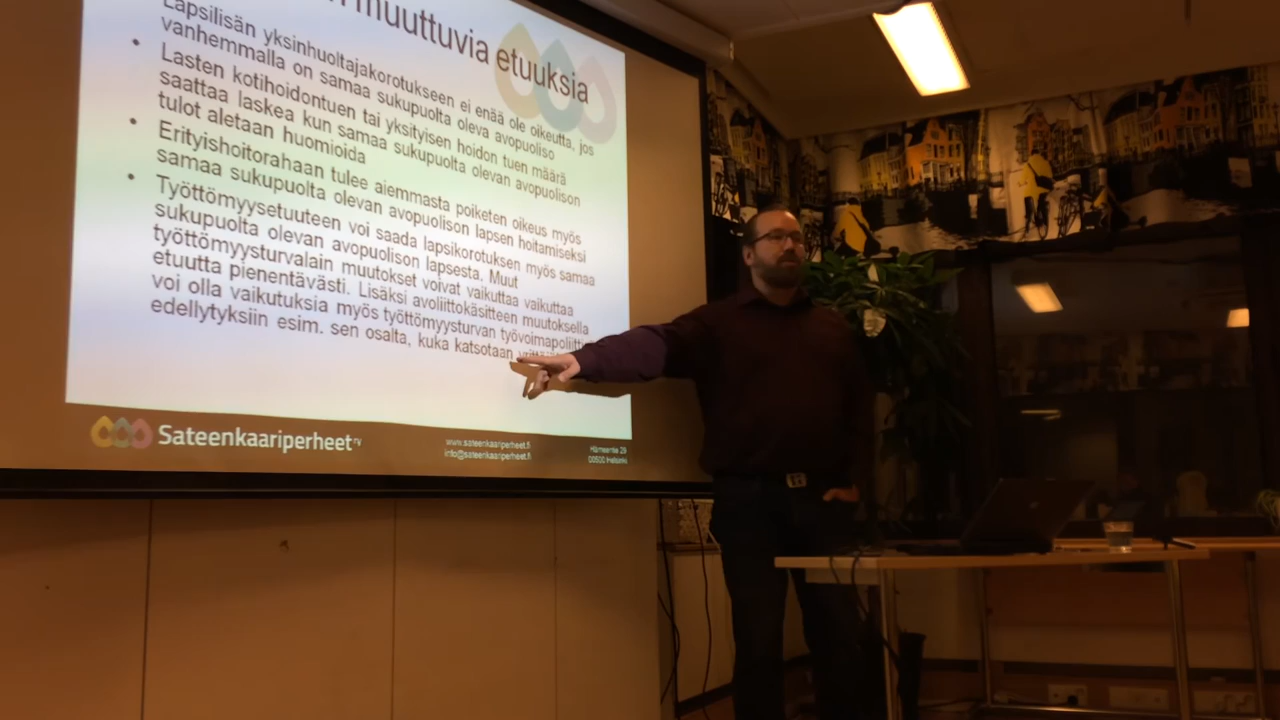 muuttuvia etuuksia
Lapsilisän yksinhuoltajakorotukseen ei enää ole oikeutta, jos
vanhemmalla on samaa sukupuolta oleva avopuoliso
• Lasten kotihoidontuen tai yksityisen hoidon tuen määrä
saattaa laskea kun samaa sukupuolta olevan avopuolison
tulot aletaan huomioida
• Erityishoitorahaan tulee aiemmasta poiketen oikeus myös
samaa sukupuolta olevan avopuolison lapsen hoitamiseksi
• Työttömyysetuuteen voi saada lapsikorotuksen myös samaa
sukupuolta olevan avopuolison lapsesta. Muut
työttömyysturvalain muutokset voivat vaikuttaa vaikuttaa
etuutta pienentävästi. Lisäksi avoliittokäsitteen muutoksella
voi olla vaikutuksia myös työttömyysturvan
edellytyksiin esim. sen osalta, kuka katsotaan
Sateenkaariperheet ry
www.sateenkaariperheet.fi
info@sateenkaariperheet.fi
Hämeentie 29
00500 Helsinki